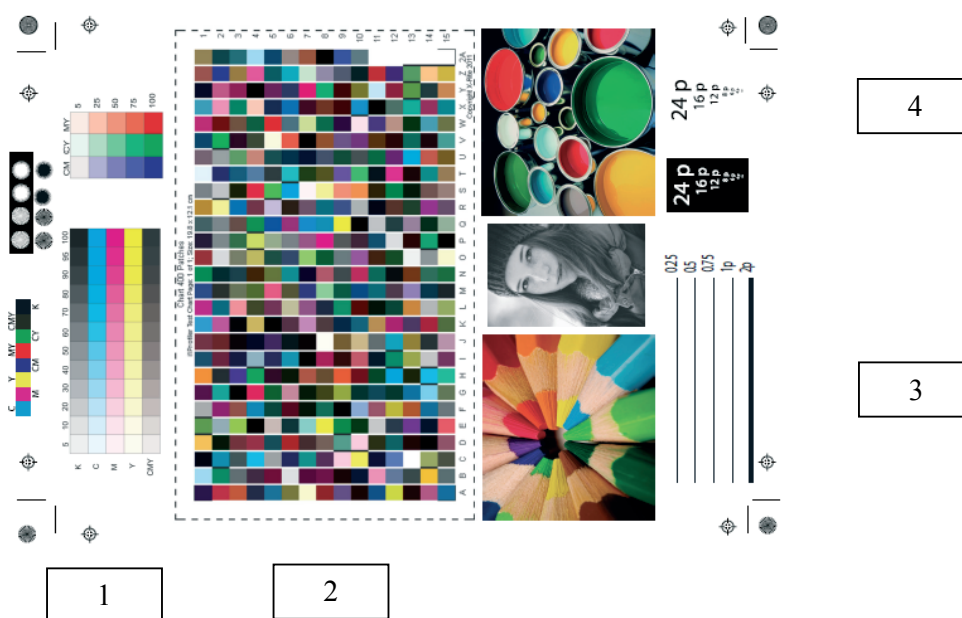 5 25 50 75 100
MY
CY
CM
100 95 90 80 70 60 50 40 30 20 10 5
K C M Y CMY
K
CMY
CY
MY
CM
Y
M
C
1 2 3 4 5 6 7 8 9 10 11 12 13 14 15
2A Z Y X W V U T S R Q P O N M L K J I H G F E D C B A
Chart 400 Patches
24 p
16 p
12 p
8 p
24 p
16 p
12 p
8 p
0.25
0.5
0.75
1p
2p
4
3
1
2